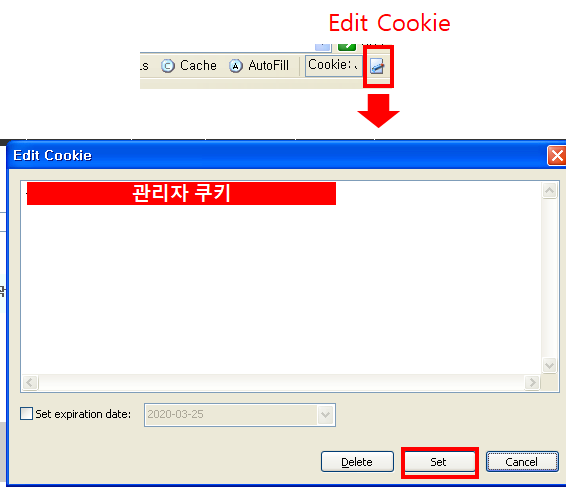 Edit Cookie
Cache
AutoFill
Cookie:
Edit Cookie
관리자 쿠키
Set expiration date:
2020-03-25
Delete
Set
Cancel